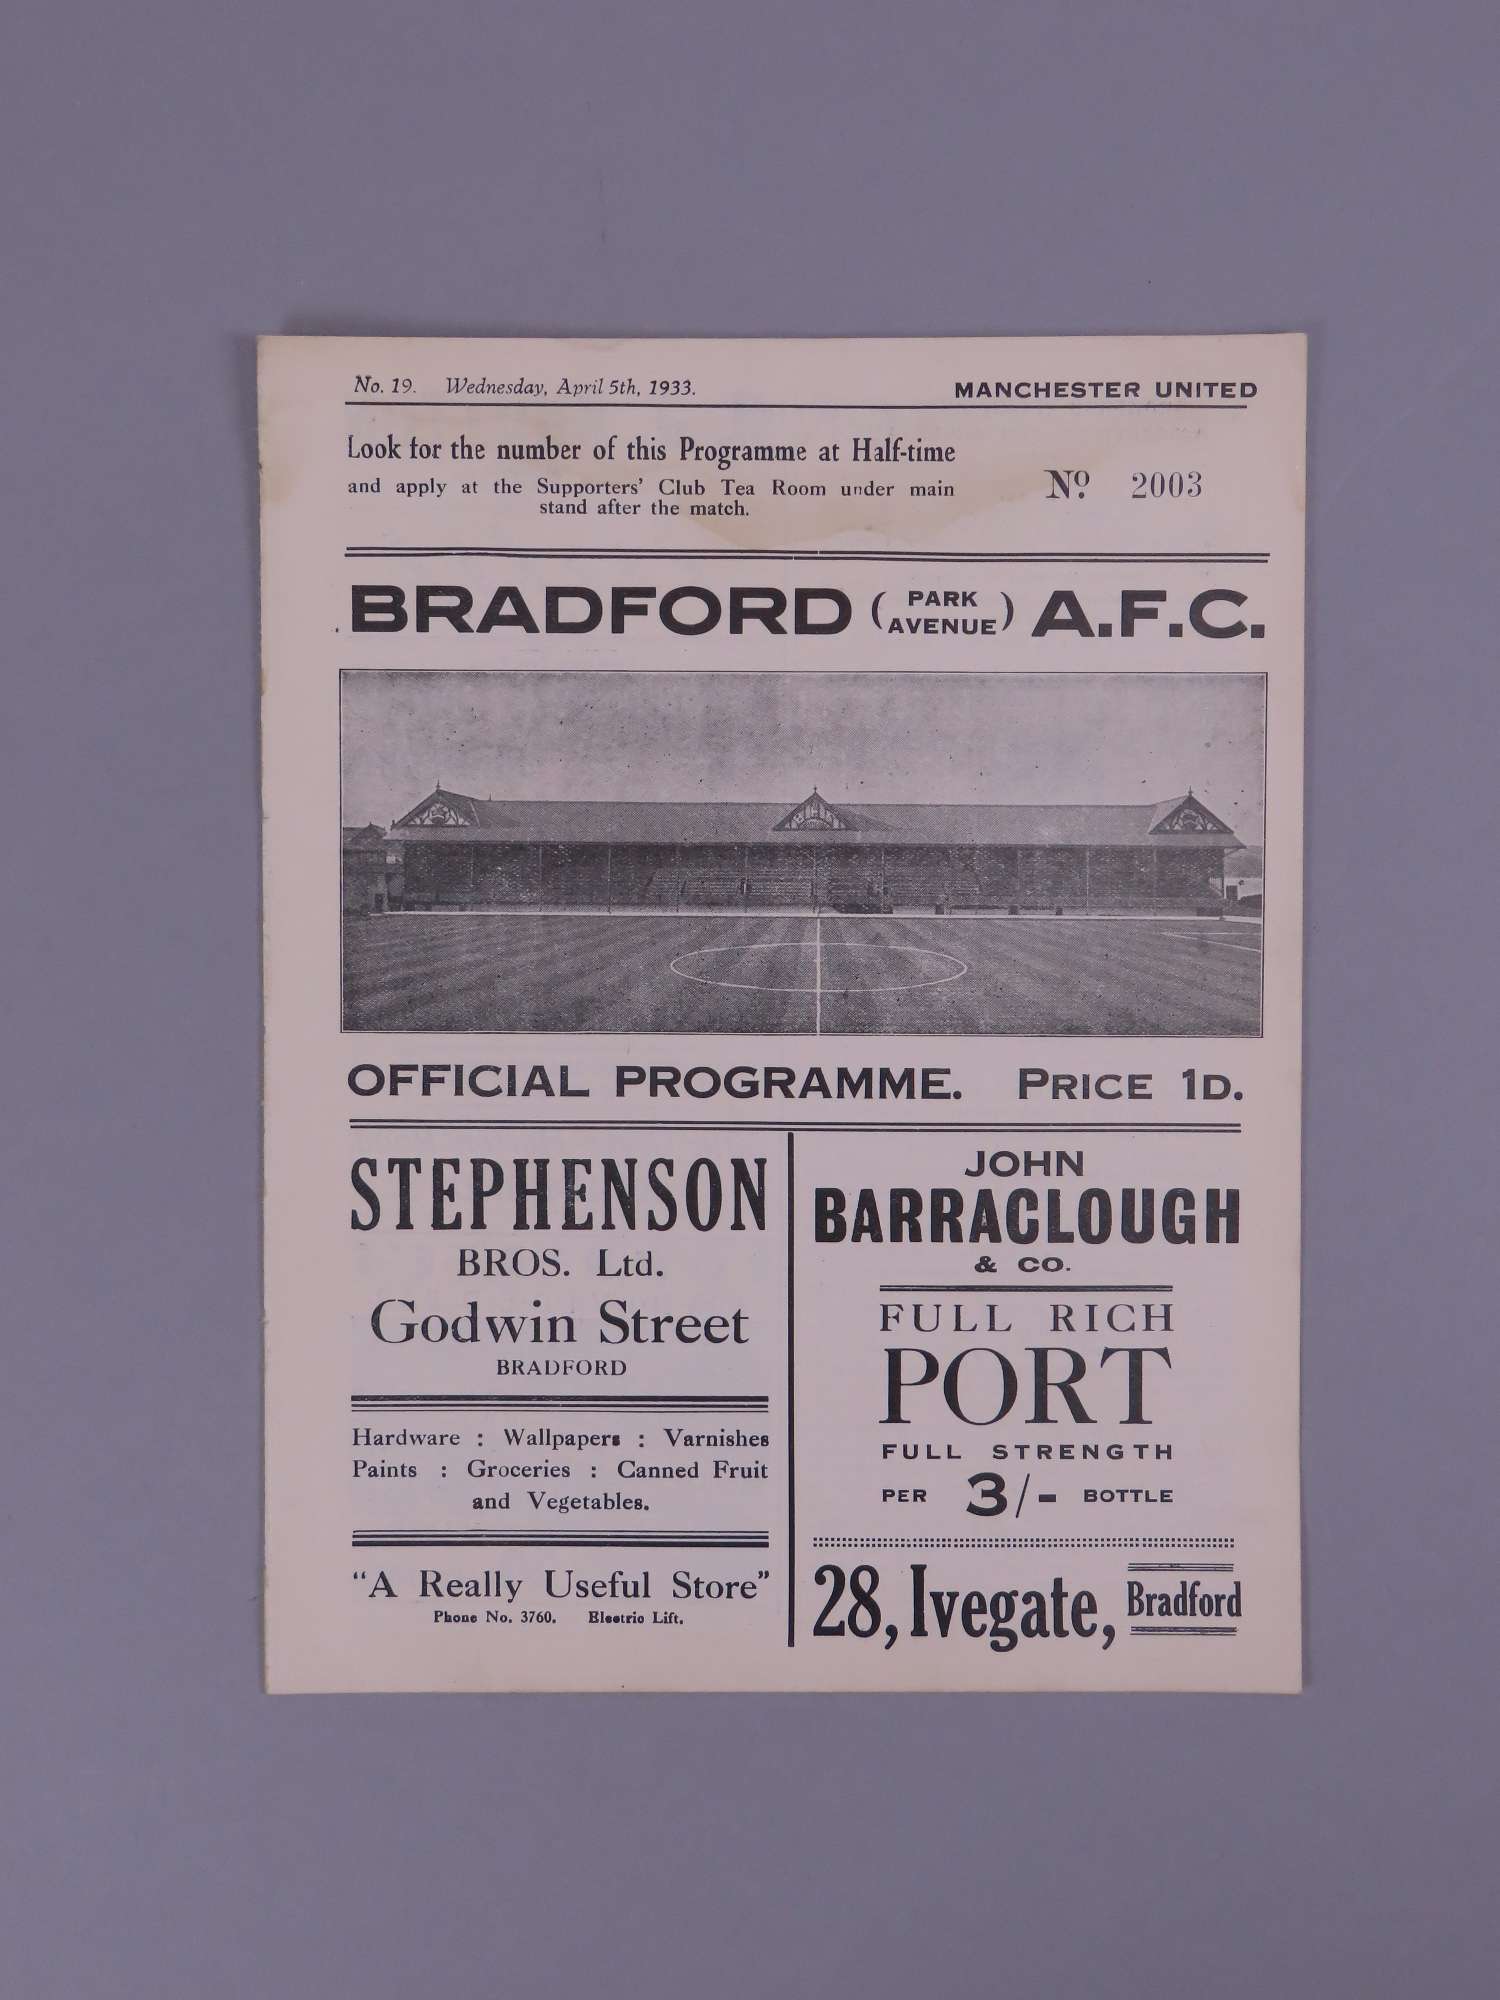 No. 19. Wednesday, April 5th, 1933. MANCHESTER UNITED
Look for the number of this Programme at Half-time
and apply at the Supporters' Club Tea Room under main
stand after the match.
No. 2003
BRADFORD (PARK AVENUE) A.F.C.
OFFICIAL PROGRAMME. PRICE 1D.
STEPHENSON
BROS. Ltd.
Godwin Street
BRADFORD
Hardware : Wallpapers : Varnishes
Paints : Groceries : Canned Fruit
and Vegetables.
"A Really Useful Store"
Phone No. 3760. Electric Lift.
JOHN
BARRACLOUGH
& CO.
FULL RICH
PORT
FULL STRENGTH
PER 3/- BOTTLE
28, Ivegate, Bradford